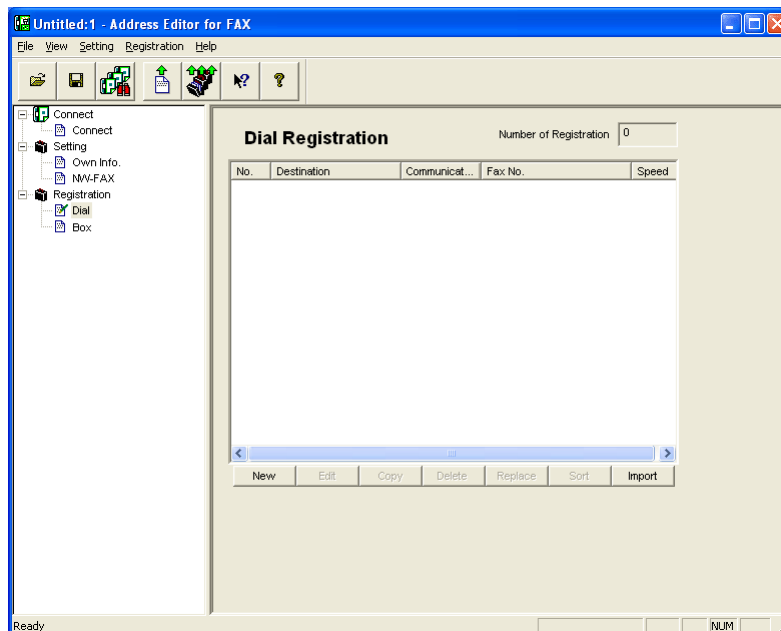 Untitled:1 - Address Editor for FAX
File View Setting Registration Help
Connect
Connect
Setting
Own Info.
NW-FAX
Registration
Dial
Box
Dial Registration
Number of Registration 0
No. Destination Communicat... Fax No. Speed
New Edit Copy Delete Replace Sort Import
Ready
NUM